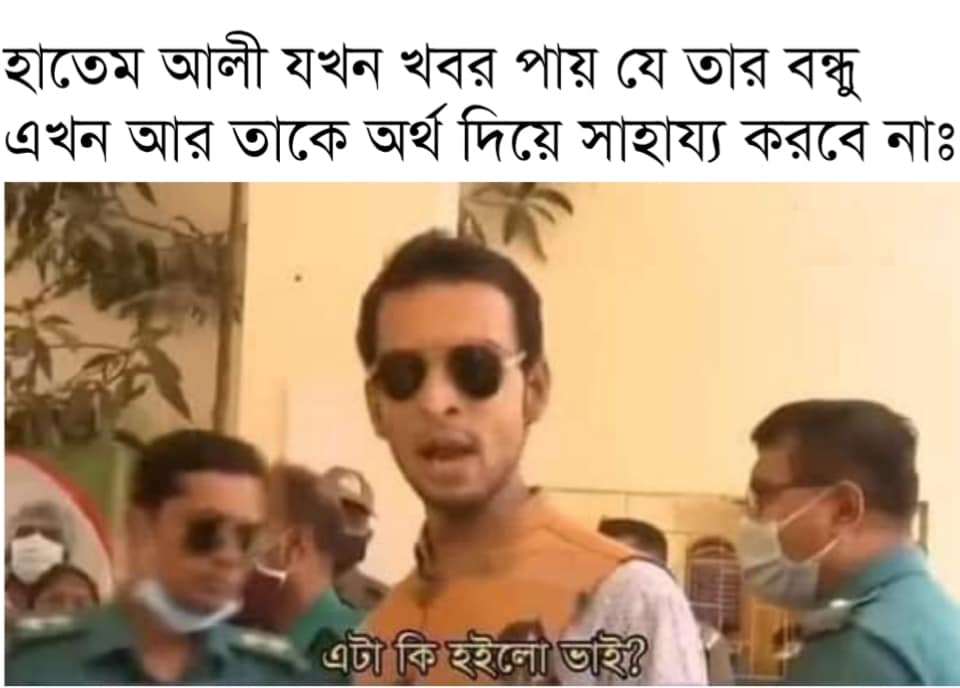 হাতেম আলী যখন খবর পায় যে তার বন্ধু
এখন আর তাকে অর্থ দিয়ে সাহায্য করবে নাঃ
এটা কি হইলো ভাই?